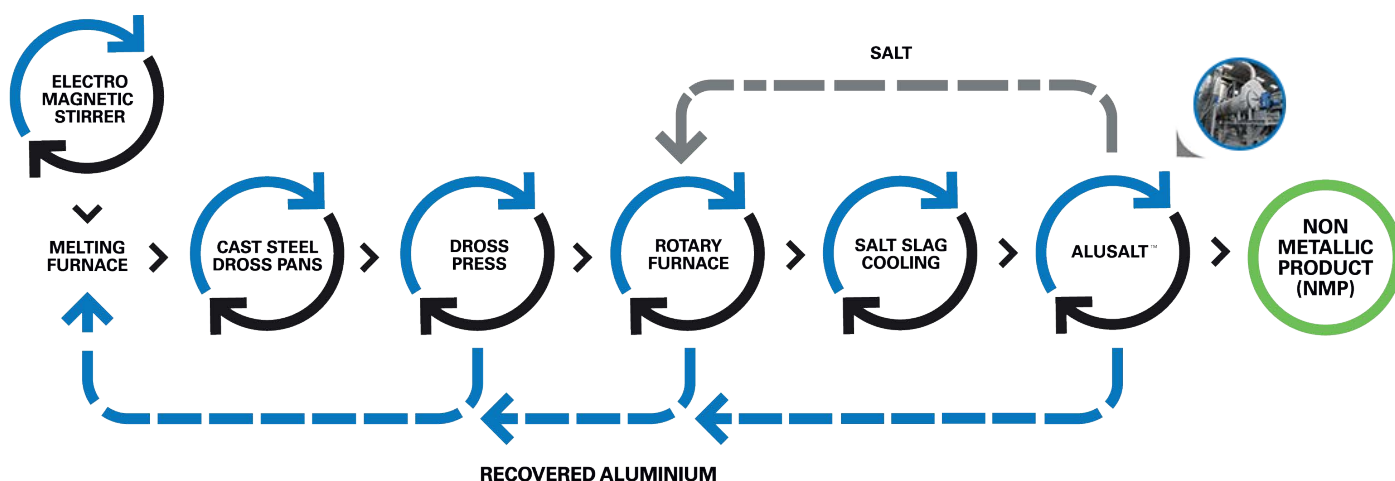 ELECTRO
MAGNETIC
STIRRER
SALT
MELTING
FURNACE
CAST STEEL
DROSS PANS
DROSS
PRESS
ROTARY
FURNACE
SALT SLAG
COOLING
ALUSALT™
NON
METALLIC
PRODUCT
(NMP)
RECOVERED ALUMINIUM